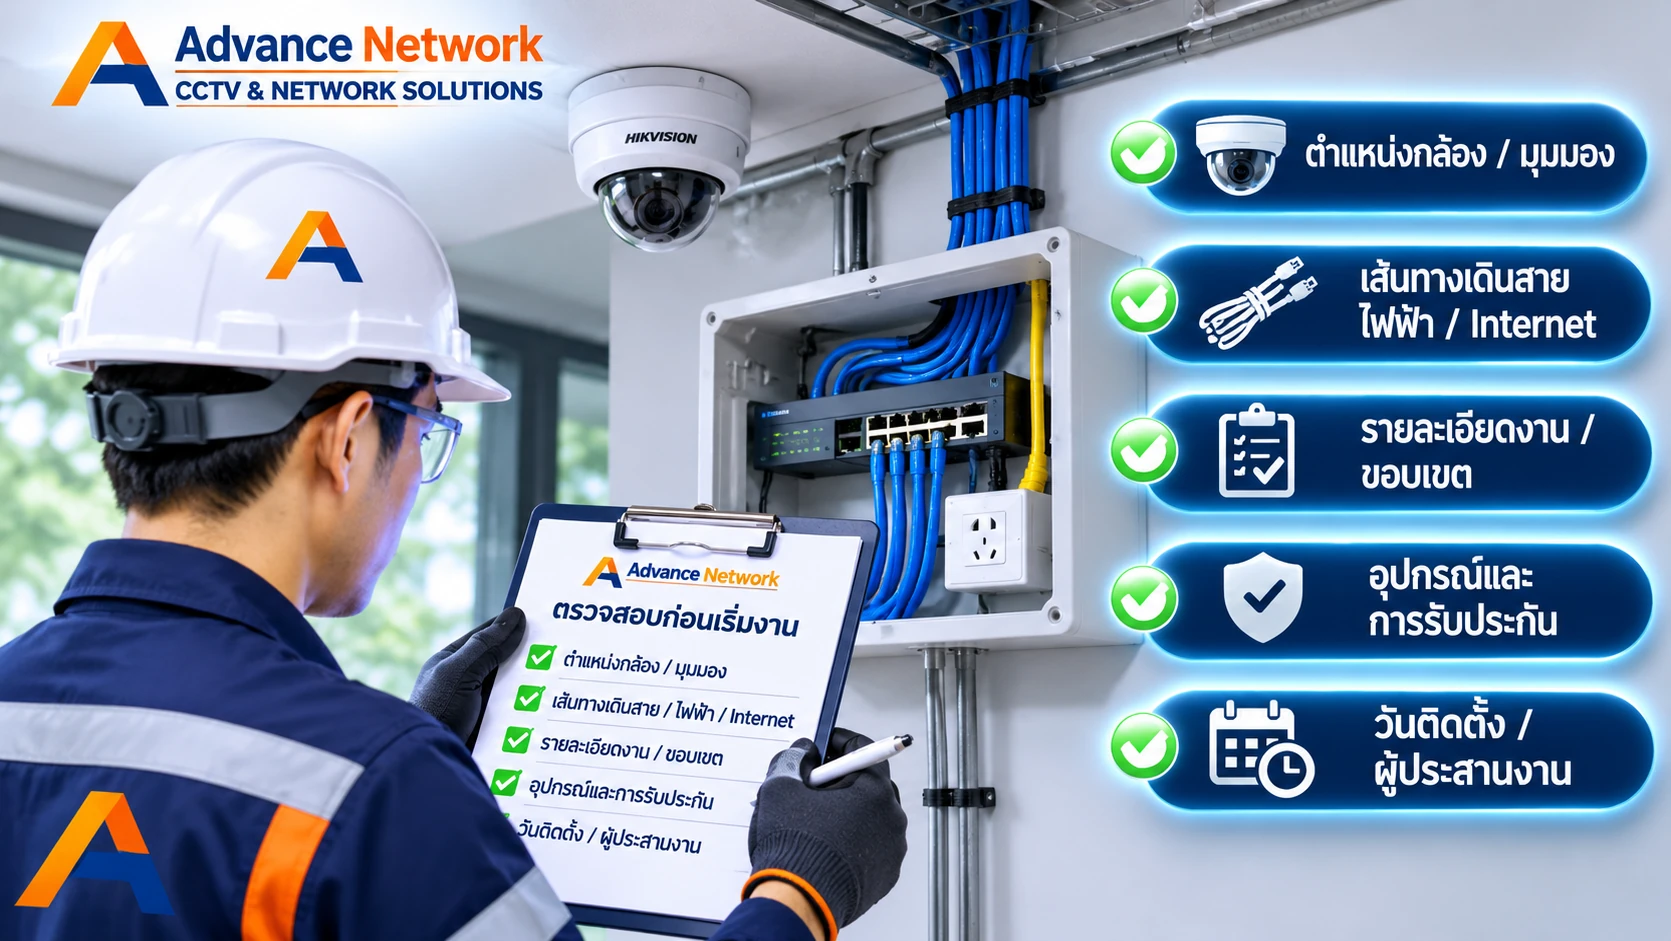 Advance Network
CCTV & NETWORK SOLUTIONS
HIKVISION
ตำแหน่งกล้อง / มุมมอง
เส้นทางเดินสาย
ไฟฟ้า / Internet
รายละเอียดงาน /
ขอบเขต
อุปกรณ์และ
การรับประกัน
วันติดตั้ง /
ผู้ประสานงาน
Advance Network
ตรวจสอบก่อนเริ่มงาน
ตำแหน่งกล้อง / มุมมอง
เส้นทางเดินสาย / ไฟฟ้า / Internet
รายละเอียดงาน / ขอบเขต
อุปกรณ์และการรับประกัน
วันติดตั้ง / ผู้ประสานงาน